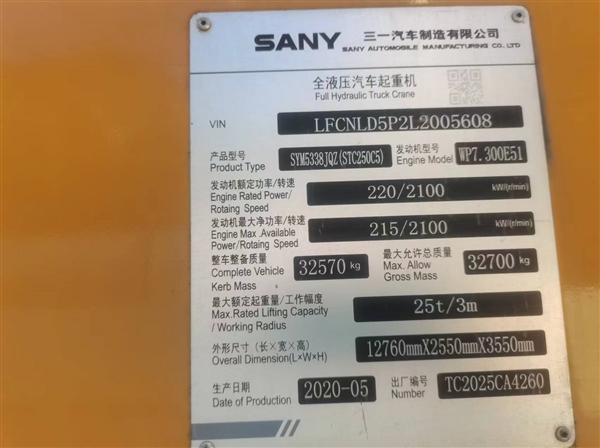 SANY 三一汽车制造有限公司
SANY AUTOMOBILE MANUFACTURING CO., LTD
全液压汽车起重机
Full Hydraulic Truck Crane
VIN LFCNLD5P2L2005608
产品型号 SYM5338JQZ(STC250C5) 发动机型号 WP7.300E51
Product Type Engine Model
发动机额定功率/转速
Engine Rated Power/ 220/2100 kW/(r/min)
Rotaing Speed
发动机最大净功率/转速
Engine Max .Available 215/2100 kW/(r/min)
Power/Rotaing Speed
整车整备质量 最大允许总质量
Complete Vehicle 32570 kg Max. Allow 32700 kg
Kerb Mass Gross Mass
最大额定起重量/工作幅度
Max.Rated Lifting Capacity 25t/3m
/ Working Radius
外形尺寸（长×宽×高） 12760mmX2550mmX3550mm
Overall Dimension(L×W×H)
生产日期 2020-05 出厂编号 TC2025CA4260
Date of Production Number